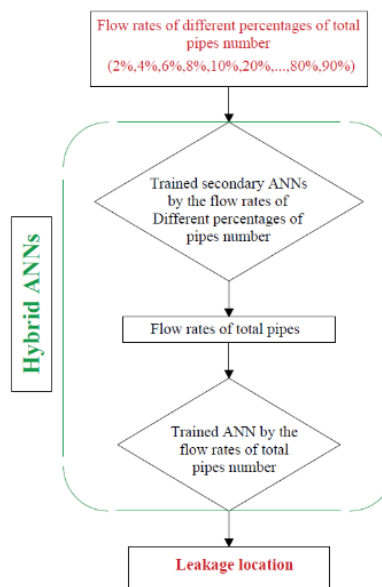 Flow rates of different percentages of total
pipes number
(2%,4%,6%,8%,10%,20%,...,80%,90%)
Trained secondary ANNs
by the flow rates of
Different percentages of
pipes number
Hybrid ANNs
Flow rates of total pipes
Trained ANN by the
flow rates of total
pipes number
Leakage location